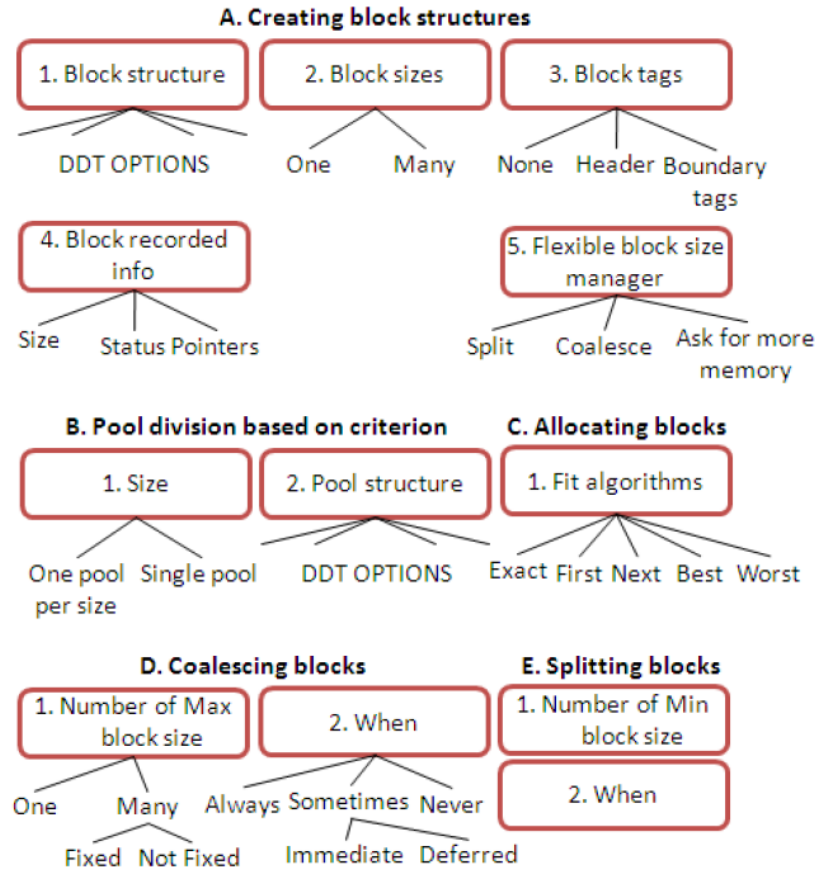 A. Creating block structures
1. Block structure
2. Block sizes
3. Block tags
DDT OPTIONS
One
Many
None
Header
Boundary
tags
4. Block recorded
info
5. Flexible block size
manager
Size
Status
Pointers
Split
Coalesce
Ask for more
memory
B. Pool division based on criterion
C. Allocating blocks
1. Size
2. Pool structure
1. Fit algorithms
One pool
per size
Single pool
DDT OPTIONS
Exact
First
Next
Best
Worst
D. Coalescing blocks
E. Splitting blocks
1. Number of Max
block size
2. When
1. Number of Min
block size
2. When
One
Many
Always
Sometimes
Never
Fixed
Not Fixed
Immediate
Deferred